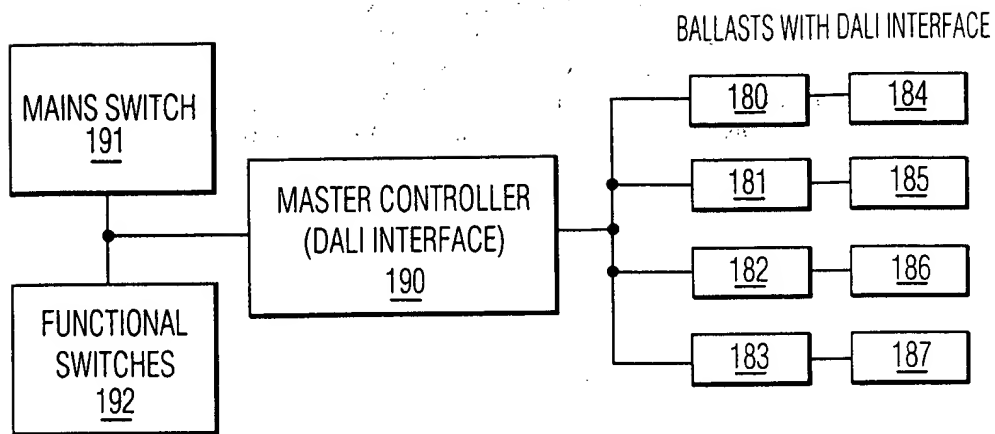 BALLASTS WITH DALI INTERFACE
MAINS SWITCH
191
MASTER CONTROLLER
(DALI INTERFACE)
190
FUNCTIONAL
SWITCHES
192
180
184
181
185
182
186
183
187